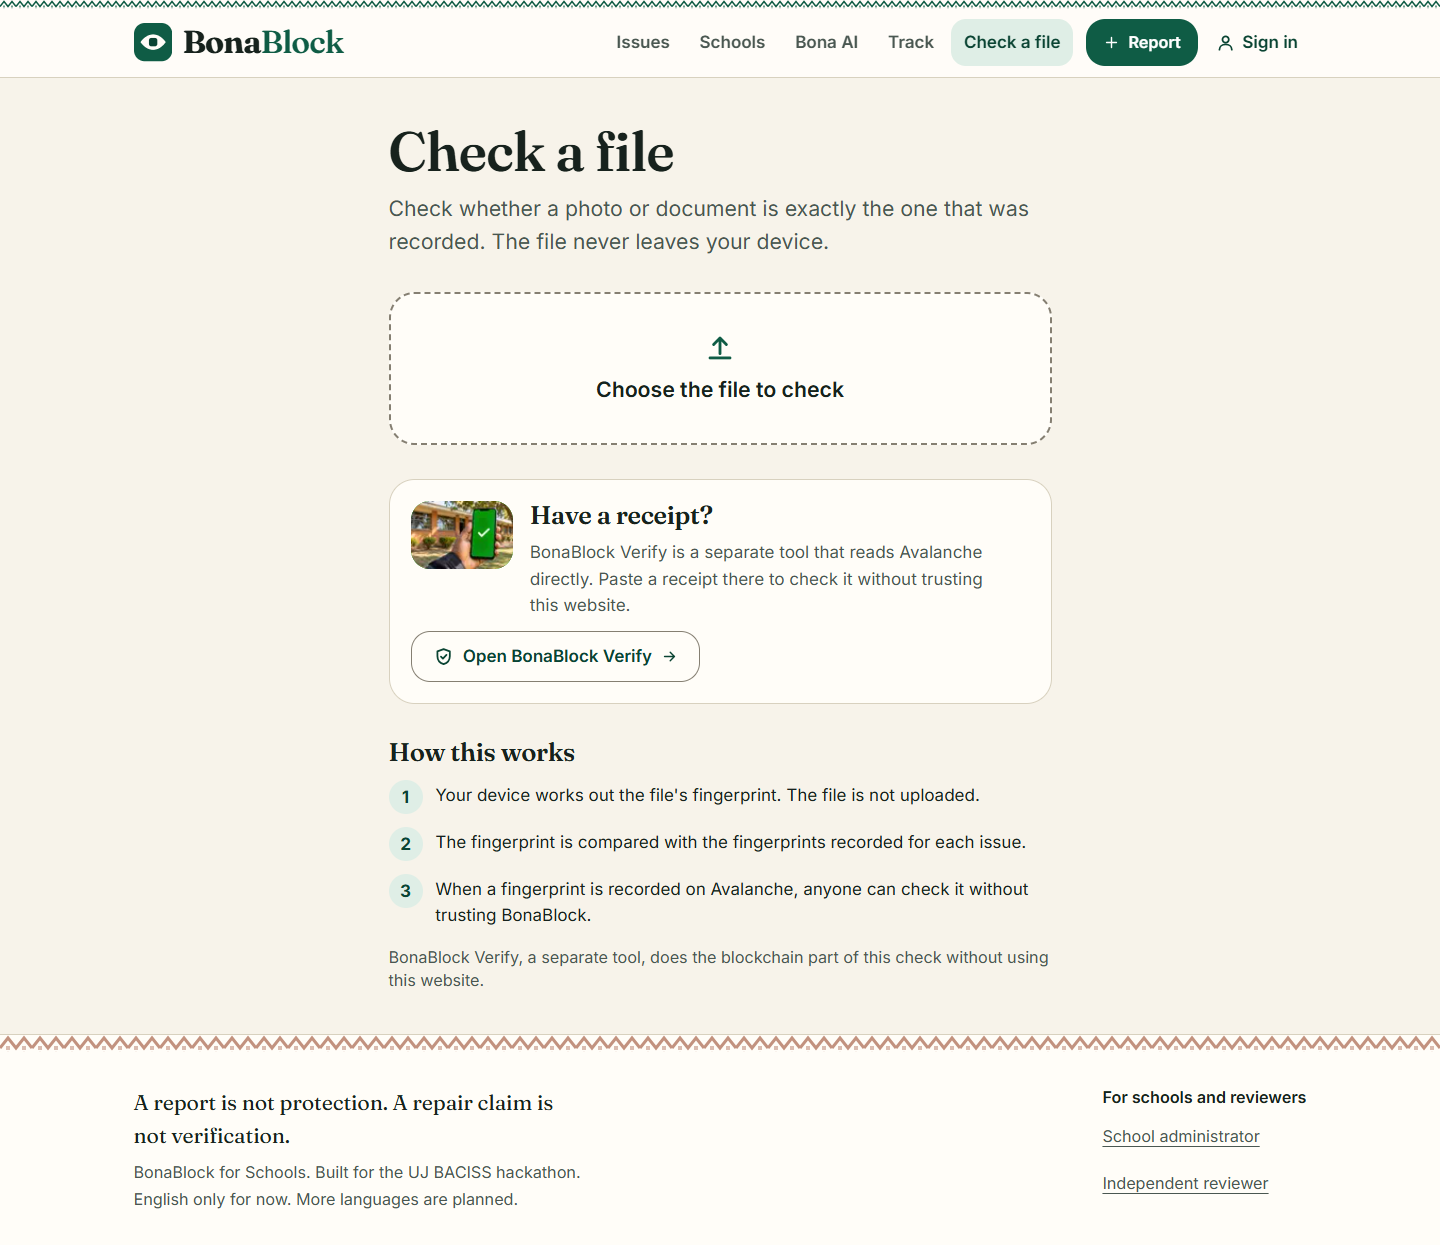 BonaBlock
Issues
Schools
Bona AI
Track
Check a file
+ Report
Sign in
Check a file
Check whether a photo or document is exactly the one that was
recorded. The file never leaves your device.
Choose the file to check
Have a receipt?
BonaBlock Verify is a separate tool that reads Avalanche
directly. Paste a receipt there to check it without trusting
this website.
Open BonaBlock Verify →
How this works
1 Your device works out the file's fingerprint. The file is not uploaded.
2 The fingerprint is compared with the fingerprints recorded for each issue.
3 When a fingerprint is recorded on Avalanche, anyone can check it without
trusting BonaBlock.
BonaBlock Verify, a separate tool, does the blockchain part of this check without using
this website.
A report is not protection. A repair claim is
not verification.
BonaBlock for Schools. Built for the UJ BACISS hackathon.
English only for now. More languages are planned.
For schools and reviewers
School administrator
Independent reviewer